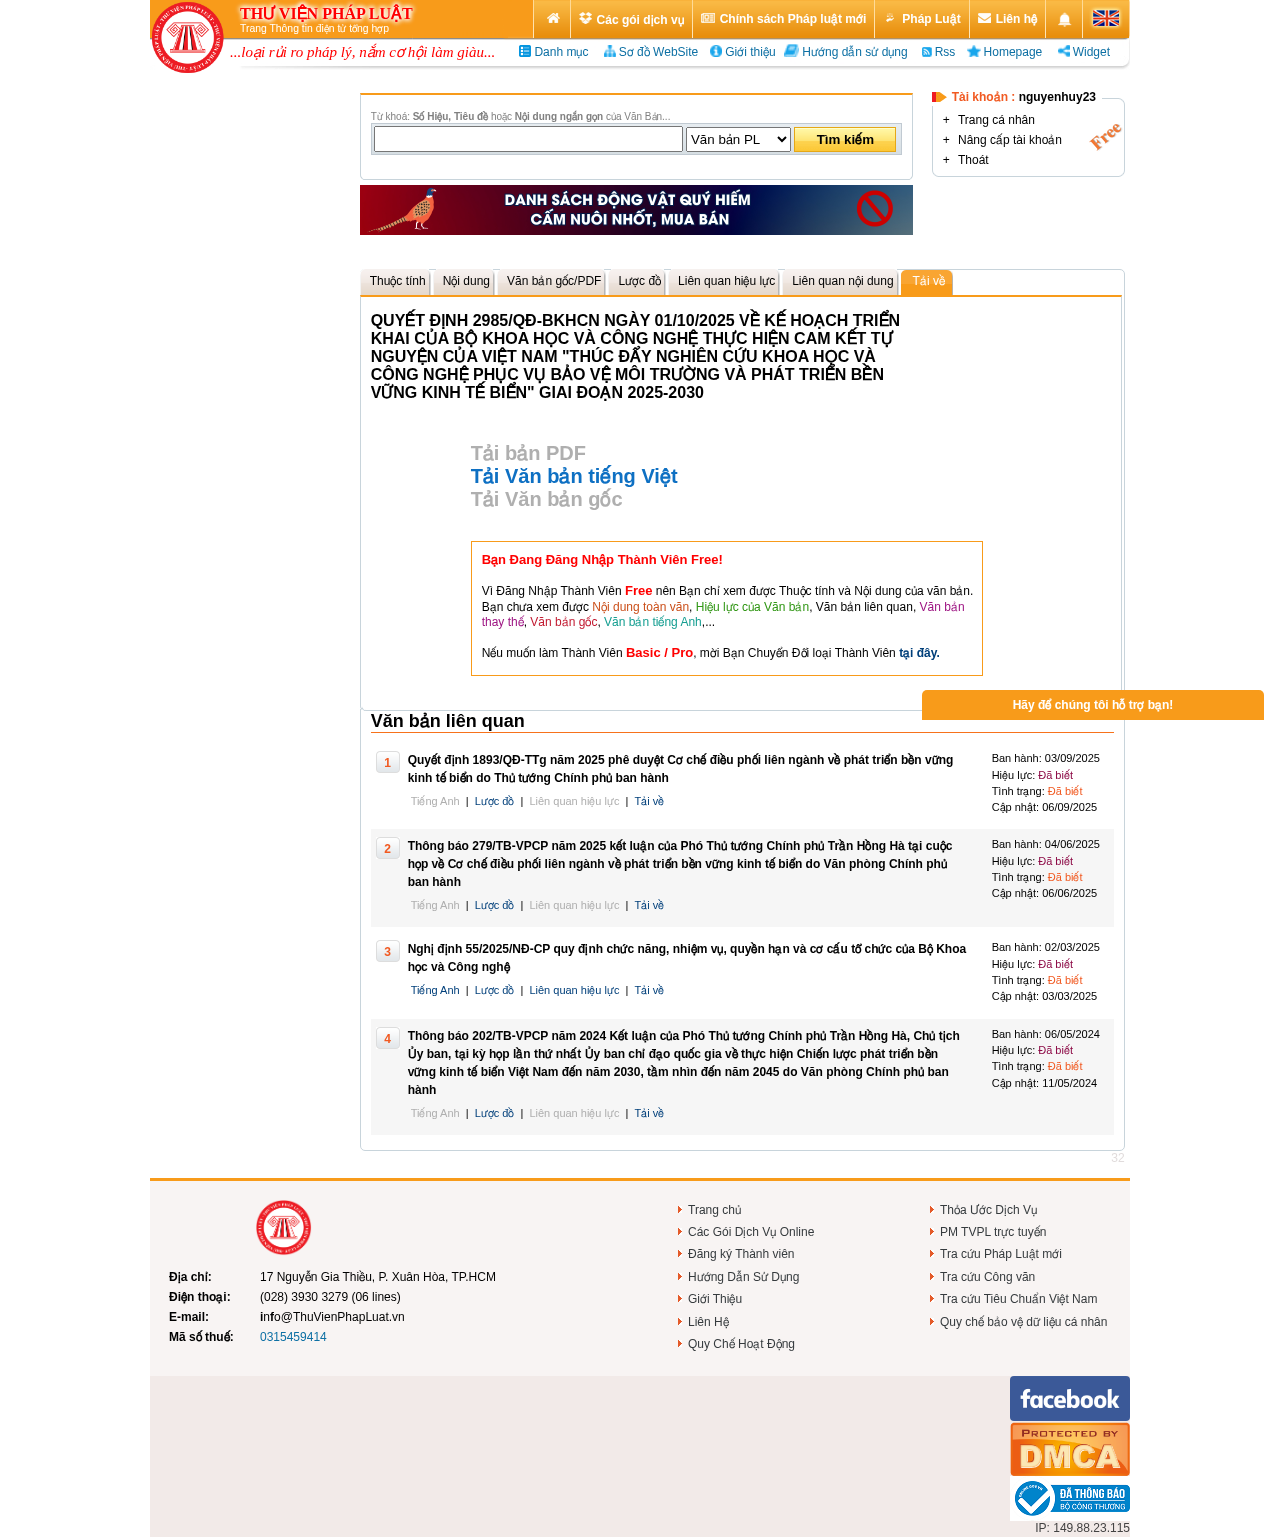 THƯ VIỆN PHÁP LUẬT
Trang Thông tin điện tử tổng hợp
Các gói dịch vụ
Chính sách Pháp luật mới
Pháp Luật
Liên hệ
...loại rủi ro pháp lý, nắm cơ hội làm giàu...
Danh mục
Sơ đồ WebSite
Giới thiệu
Hướng dẫn sử dụng
Rss
Homepage
Widget
Từ khoá: Số Hiệu, Tiêu đề hoặc Nội dung ngắn gọn của Văn Bản...
Văn bản PL
Tìm kiếm
Tài khoản : nguyenhuy23
+ Trang cá nhân
+ Nâng cấp tài khoản
+ Thoát
Free
DANH SÁCH ĐỘNG VẬT QUÝ HIẾM
CẤM NUÔI NHỐT, MUA BÁN
Thuộc tính
Nội dung
Văn bản gốc/PDF
Lược đồ
Liên quan hiệu lực
Liên quan nội dung
Tải về
QUYẾT ĐỊNH 2985/QĐ-BKHCN NGÀY 01/10/2025 VỀ KẾ HOẠCH TRIỂN
KHAI CỦA BỘ KHOA HỌC VÀ CÔNG NGHỆ THỰC HIỆN CAM KẾT TỰ
NGUYỆN CỦA VIỆT NAM "THÚC ĐẨY NGHIÊN CỨU KHOA HỌC VÀ
CÔNG NGHỆ PHỤC VỤ BẢO VỆ MÔI TRƯỜNG VÀ PHÁT TRIỂN BỀN
VỮNG KINH TẾ BIỂN" GIAI ĐOẠN 2025-2030
Tải bản PDF
Tải Văn bản tiếng Việt
Tải Văn bản gốc
Bạn Đang Đăng Nhập Thành Viên Free!
Vì Đăng Nhập Thành Viên Free nên Bạn chỉ xem được Thuộc tính và Nội dung của văn bản.
Bạn chưa xem được Nội dung toàn văn, Hiệu lực của Văn bản, Văn bản liên quan, Văn bản
thay thế, Văn bản gốc, Văn bản tiếng Anh,...
Nếu muốn làm Thành Viên Basic / Pro, mời Bạn Chuyển Đổi loại Thành Viên tại đây.
Hãy để chúng tôi hỗ trợ bạn!
Văn bản liên quan
1
Quyết định 1893/QĐ-TTg năm 2025 phê duyệt Cơ chế điều phối liên ngành về phát triển bền vững
kinh tế biển do Thủ tướng Chính phủ ban hành
Tiếng Anh | Lược đồ | Liên quan hiệu lực | Tải về
Ban hành: 03/09/2025
Hiệu lực: Đã biết
Tình trạng: Đã biết
Cập nhật: 06/09/2025
2
Thông báo 279/TB-VPCP năm 2025 kết luận của Phó Thủ tướng Chính phủ Trần Hồng Hà tại cuộc
họp về Cơ chế điều phối liên ngành về phát triển bền vững kinh tế biển do Văn phòng Chính phủ
ban hành
Tiếng Anh | Lược đồ | Liên quan hiệu lực | Tải về
Ban hành: 04/06/2025
Hiệu lực: Đã biết
Tình trạng: Đã biết
Cập nhật: 06/06/2025
3
Nghị định 55/2025/NĐ-CP quy định chức năng, nhiệm vụ, quyền hạn và cơ cấu tổ chức của Bộ Khoa
học và Công nghệ
Tiếng Anh | Lược đồ | Liên quan hiệu lực | Tải về
Ban hành: 02/03/2025
Hiệu lực: Đã biết
Tình trạng: Đã biết
Cập nhật: 03/03/2025
4
Thông báo 202/TB-VPCP năm 2024 Kết luận của Phó Thủ tướng Chính phủ Trần Hồng Hà, Chủ tịch
Ủy ban, tại kỳ họp lần thứ nhất Ủy ban chỉ đạo quốc gia về thực hiện Chiến lược phát triển bền
vững kinh tế biển Việt Nam đến năm 2030, tầm nhìn đến năm 2045 do Văn phòng Chính phủ ban
hành
Tiếng Anh | Lược đồ | Liên quan hiệu lực | Tải về
Ban hành: 06/05/2024
Hiệu lực: Đã biết
Tình trạng: Đã biết
Cập nhật: 11/05/2024
32
Địa chỉ: 17 Nguyễn Gia Thiều, P. Xuân Hòa, TP.HCM
Điện thoại: (028) 3930 3279 (06 lines)
E-mail: info@ThuVienPhapLuat.vn
Mã số thuế: 0315459414
Trang chủ
Các Gói Dịch Vụ Online
Đăng ký Thành viên
Hướng Dẫn Sử Dụng
Giới Thiệu
Liên Hệ
Quy Chế Hoạt Động
Thỏa Ước Dịch Vụ
PM TVPL trực tuyến
Tra cứu Pháp Luật mới
Tra cứu Công văn
Tra cứu Tiêu Chuẩn Việt Nam
Quy chế bảo vệ dữ liệu cá nhân
facebook
PROTECTED BY
DMCA
ĐÃ THÔNG BÁO
BỘ CÔNG THƯƠNG
IP: 149.88.23.115